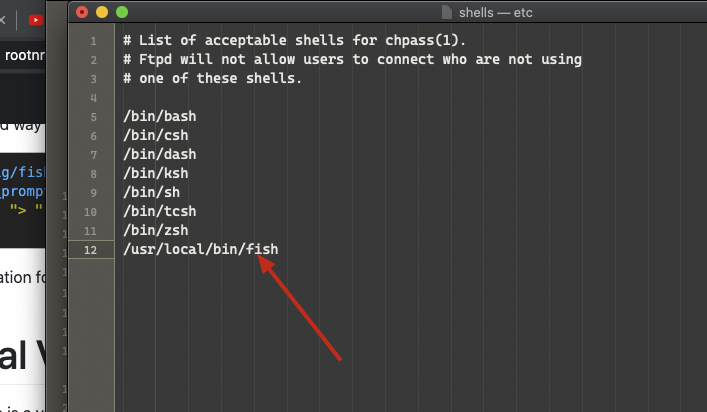 shells — etc
rootnr
d way
g/fish
_prompt
"> "
ation fo
al V
1 # List of acceptable shells for chpass(1).
2 # Ftpd will not allow users to connect who are not using
3 # one of these shells.
4
5 /bin/bash
6 /bin/csh
7 /bin/dash
8 /bin/ksh
9 /bin/sh
10 /bin/tcsh
11 /bin/zsh
12 /usr/local/bin/fish